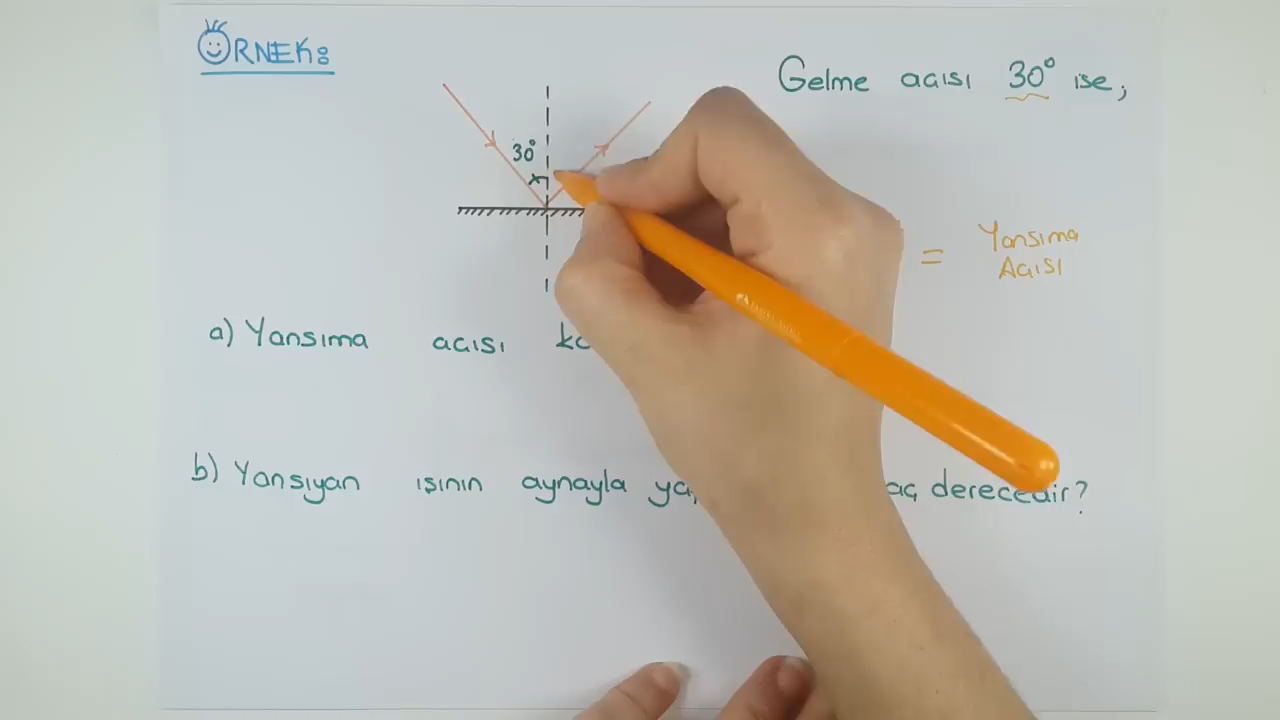 ÖRNEK:
Gelme açısı 30° ise;
30°
= Yansıma
Açısı
a) Yansıma açısı
b) Yansıyan ışının aynayla derecedir?